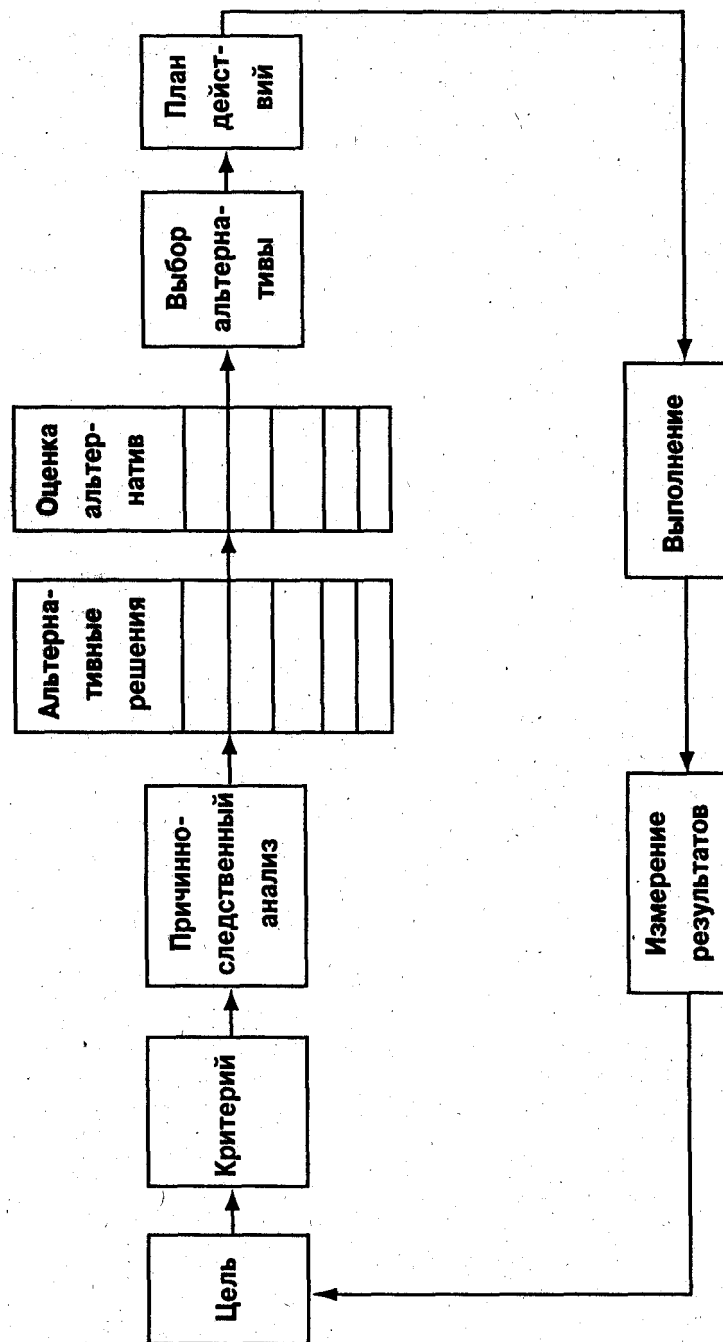 Цель
Критерий
Причинно-
следственный
анализ
Альтерна-
тивные
решения
Оценка
альтер-
натив
Выбор
альтерна-
тивы
План
дейст-
вий
Выполнение
Измерение
результатов